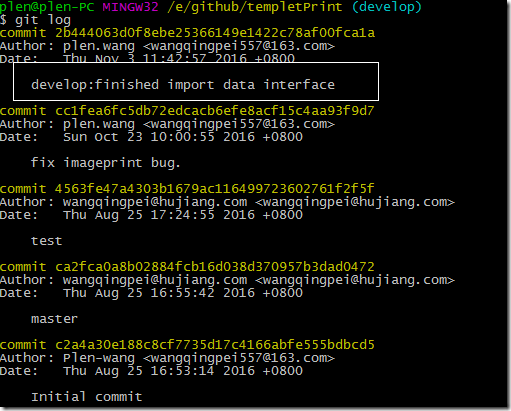 plen@plen-PC MINGW32 /e/github/templetPrint (develop)
$ git log
commit 2b444063d0f8ebe25366149e1422c78af00fca1a
Author: plen.wang <wangqingpei557@163.com>
Date:   Thu Nov 3 11:42:57 2016 +0800
develop:finished import data interface
commit cc1fea6fc5db72edcacb6efe8acf15c4aa93f9d7
Author: plen.wang <wangqingpei557@163.com>
Date:   Sun Oct 23 10:00:55 2016 +0800
fix imageprint bug.
commit 4563fe47a4303b1679ac116499723602761f2f5f
Author: wangqingpei@hujiang.com <wangqingpei@hujiang.com>
Date:   Thu Aug 25 17:24:55 2016 +0800
test
commit ca2fca0a8b02884fcb16d038d370957b3dad0472
Author: wangqingpei@hujiang.com <wangqingpei@hujiang.com>
Date:   Thu Aug 25 16:55:42 2016 +0800
master
commit c2a4a30e188c8cf7735d17c4166abfe555bdbcd5
Author: Plen-wang <wangqingpei557@163.com>
Date:   Thu Aug 25 16:53:14 2016 +0800
Initial commit